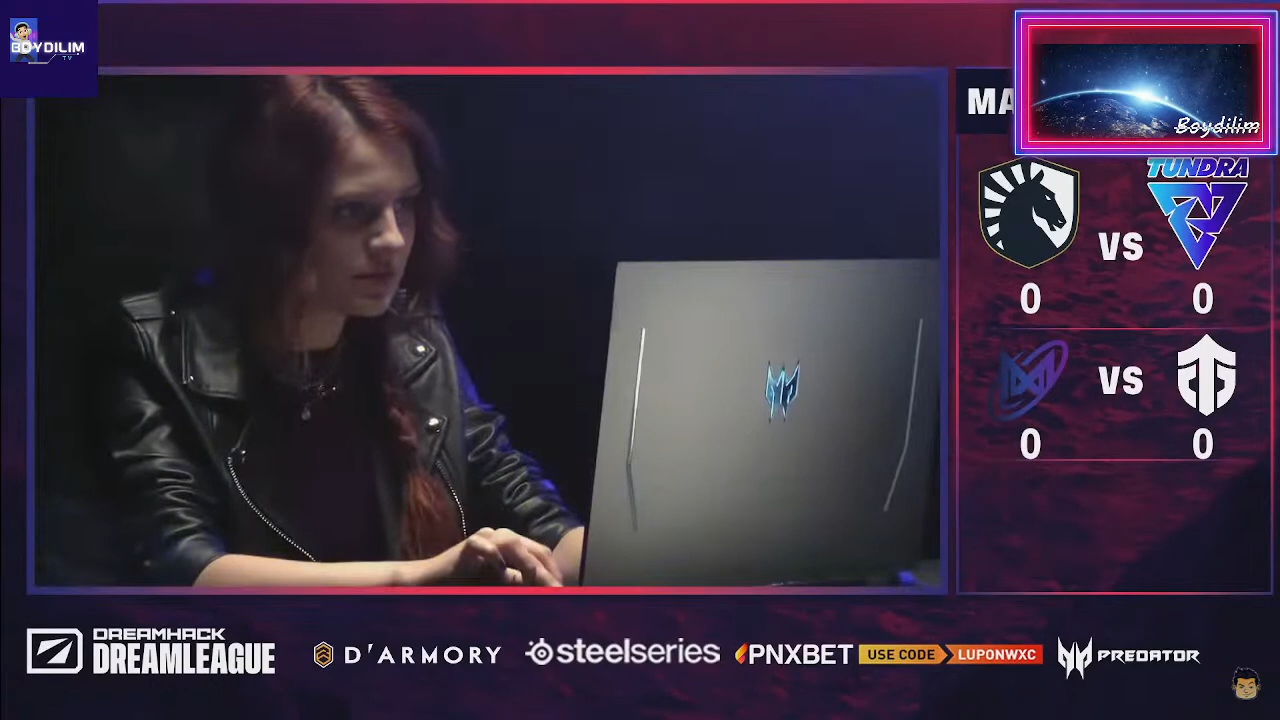 BOYDILIM
TV
MA
Boydilim
TUNDRA
VS
0
0
VS
0
0
DREAMHACK
DREAMLEAGUE
D'ARMORY
steelseries
PNXBET
USE CODE
LUPONWXC
PREDATOR